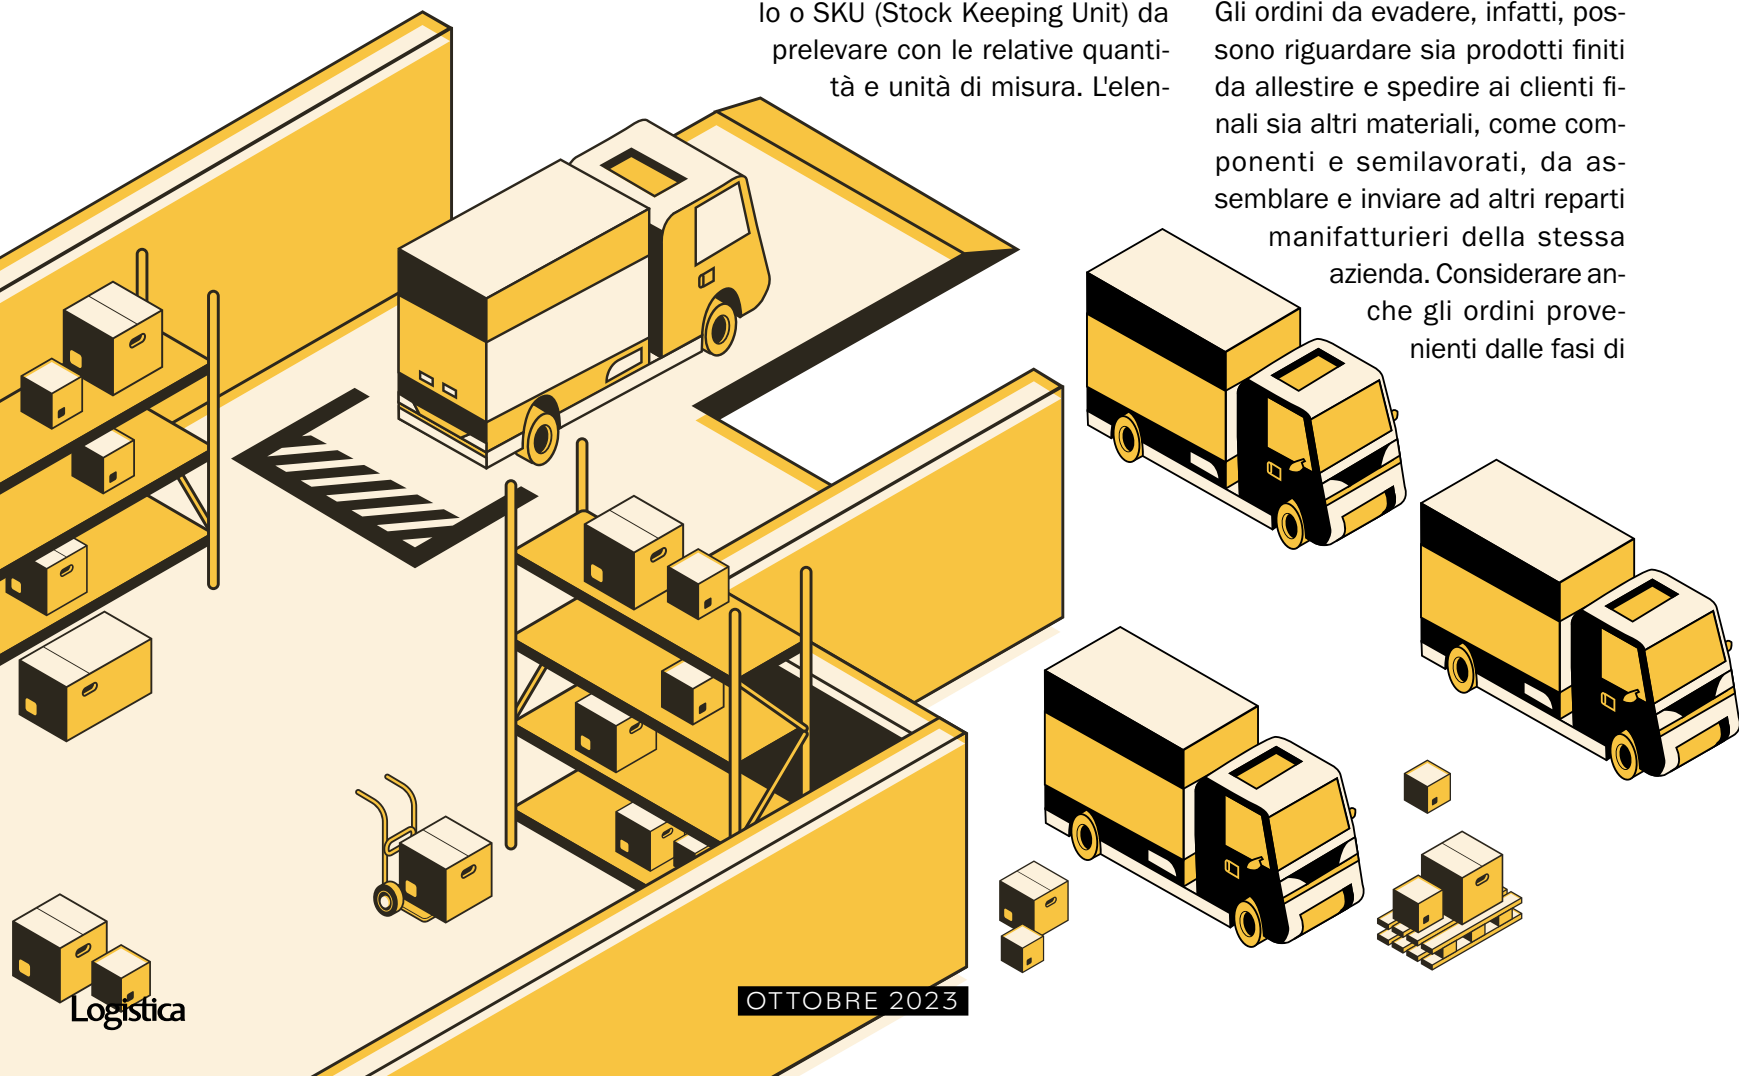 lo o SKU (Stock Keeping Unit) da
prelevare con le relative quanti-
tà e unità di misura. L'elen-
Gli ordini da evadere, infatti, pos-
sono riguardare sia prodotti finiti
da allestire e spedire ai clienti fi-
nali sia altri materiali, come com-
ponenti e semilavorati, da as-
semblare e inviare ad altri reparti
manifatturieri della stessa
azienda. Considerare an-
che gli ordini prove-
nienti dalle fasi di
Logistica
OTTOBRE 2023